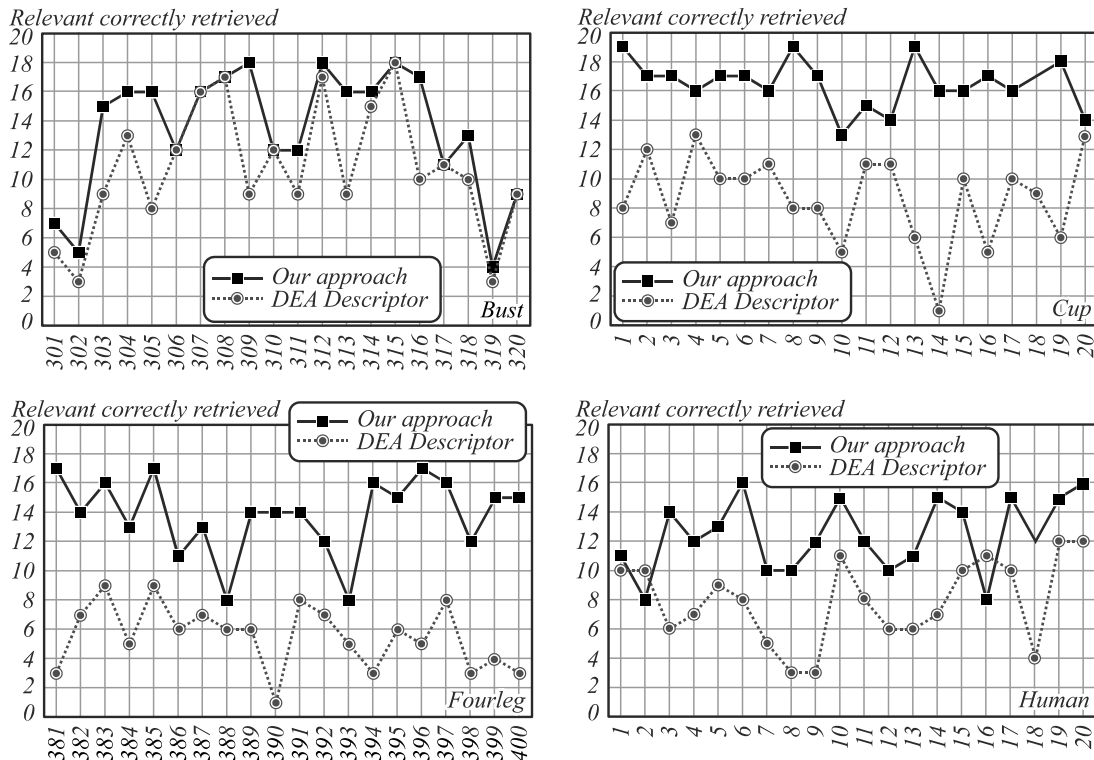 Relevant correctly retrieved
20
18
16
14
12
10
8
6
4
2
0
Our approach
DEA Descriptor
Bust
301 302 303 304 305 306 307 308 309 310 311 312 313 314 315 316 317 318 319 320
Relevant correctly retrieved
20
18
16
14
12
10
8
6
4
2
0
Our approach
DEA Descriptor
Cup
1 2 3 4 5 6 7 8 9 10 11 12 13 14 15 16 17 18 19 20
Relevant correctly retrieved
20
18
16
14
12
10
8
6
4
2
0
Our approach
DEA Descriptor
Fourleg
381 382 383 384 385 386 387 388 389 390 391 392 393 394 395 396 397 398 399 400
Relevant correctly retrieved
20
18
16
14
12
10
8
6
4
2
0
Our approach
DEA Descriptor
Human
1 2 3 4 5 6 7 8 9 10 11 12 13 14 15 16 17 18 19 20